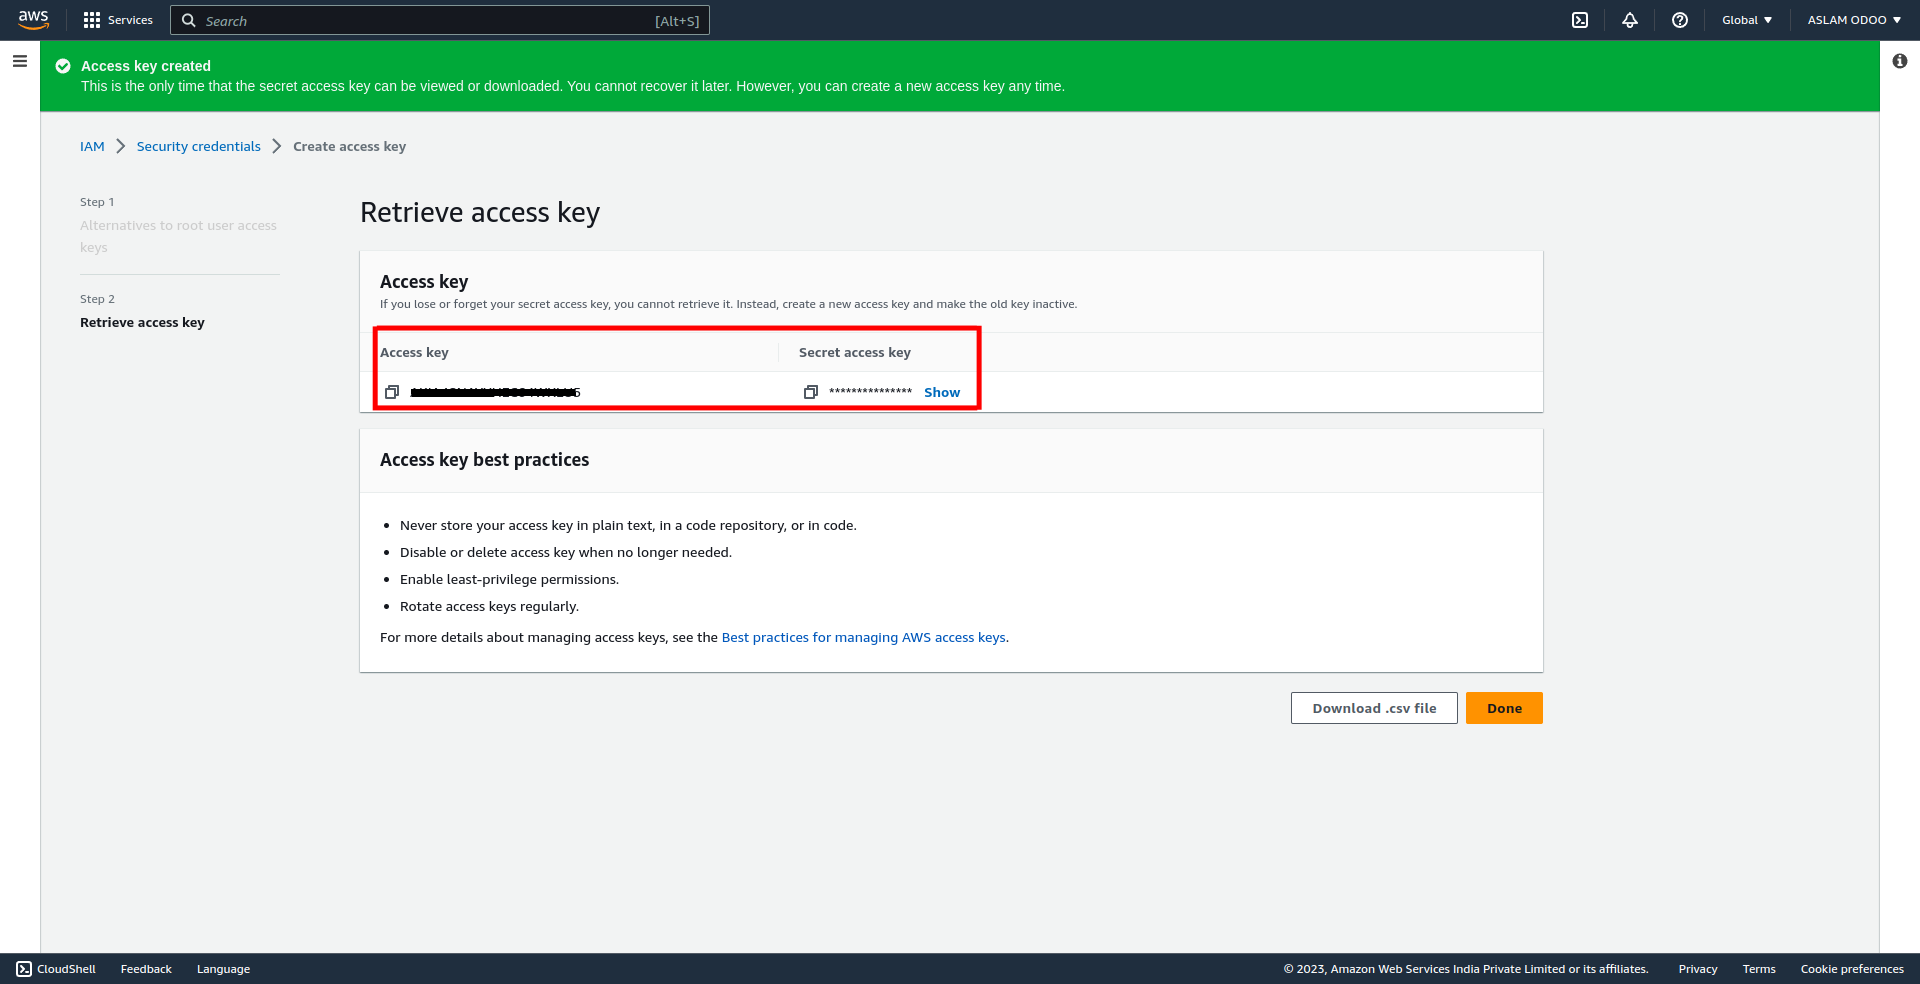 aws
Services
Search
[Alt+S]
Global
ASLAM ODOO
Access key created
This is the only time that the secret access key can be viewed or downloaded. You cannot recover it later. However, you can create a new access key any time.
IAM
Security credentials
Create access key
Step 1
Alternatives to root user access
keys
Step 2
Retrieve access key
Retrieve access key
Access key
If you lose or forget your secret access key, you cannot retrieve it. Instead, create a new access key and make the old key inactive.
Access key
Secret access key
*************** Show
Access key best practices
• Never store your access key in plain text, in a code repository, or in code.
• Disable or delete access key when no longer needed.
• Enable least-privilege permissions.
• Rotate access keys regularly.
For more details about managing access keys, see the Best practices for managing AWS access keys.
Download .csv file
Done
CloudShell
Feedback
Language
© 2023, Amazon Web Services India Private Limited or its affiliates.
Privacy
Terms
Cookie preferences